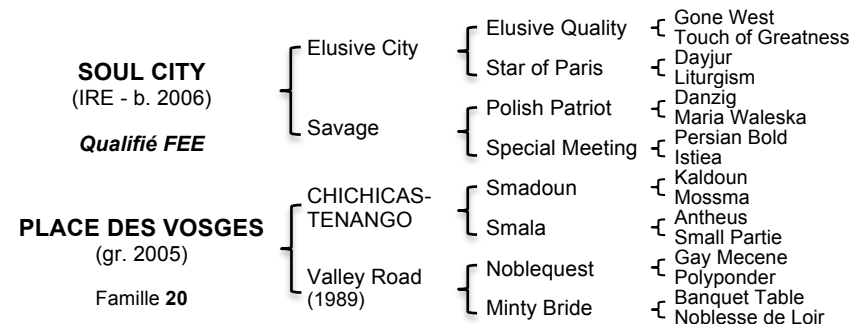 SOUL CITY
(IRE - b. 2006)
Qualifié FEE
PLACE DES VOSGES
(gr. 2005)
Famille 20
Elusive City
Savage
CHICHICAS-
TENANGO
Valley Road
(1989)
Elusive Quality
Star of Paris
Polish Patriot
Special Meeting
Smadoun
Smala
Noblequest
Minty Bride
Gone West
Touch of Greatness
Dayjur
Liturgism
Danzig
Maria Waleska
Persian Bold
Istiea
Kaldoun
Mossma
Antheus
Small Partie
Gay Mecene
Polyponder
Banquet Table
Noblesse de Loir